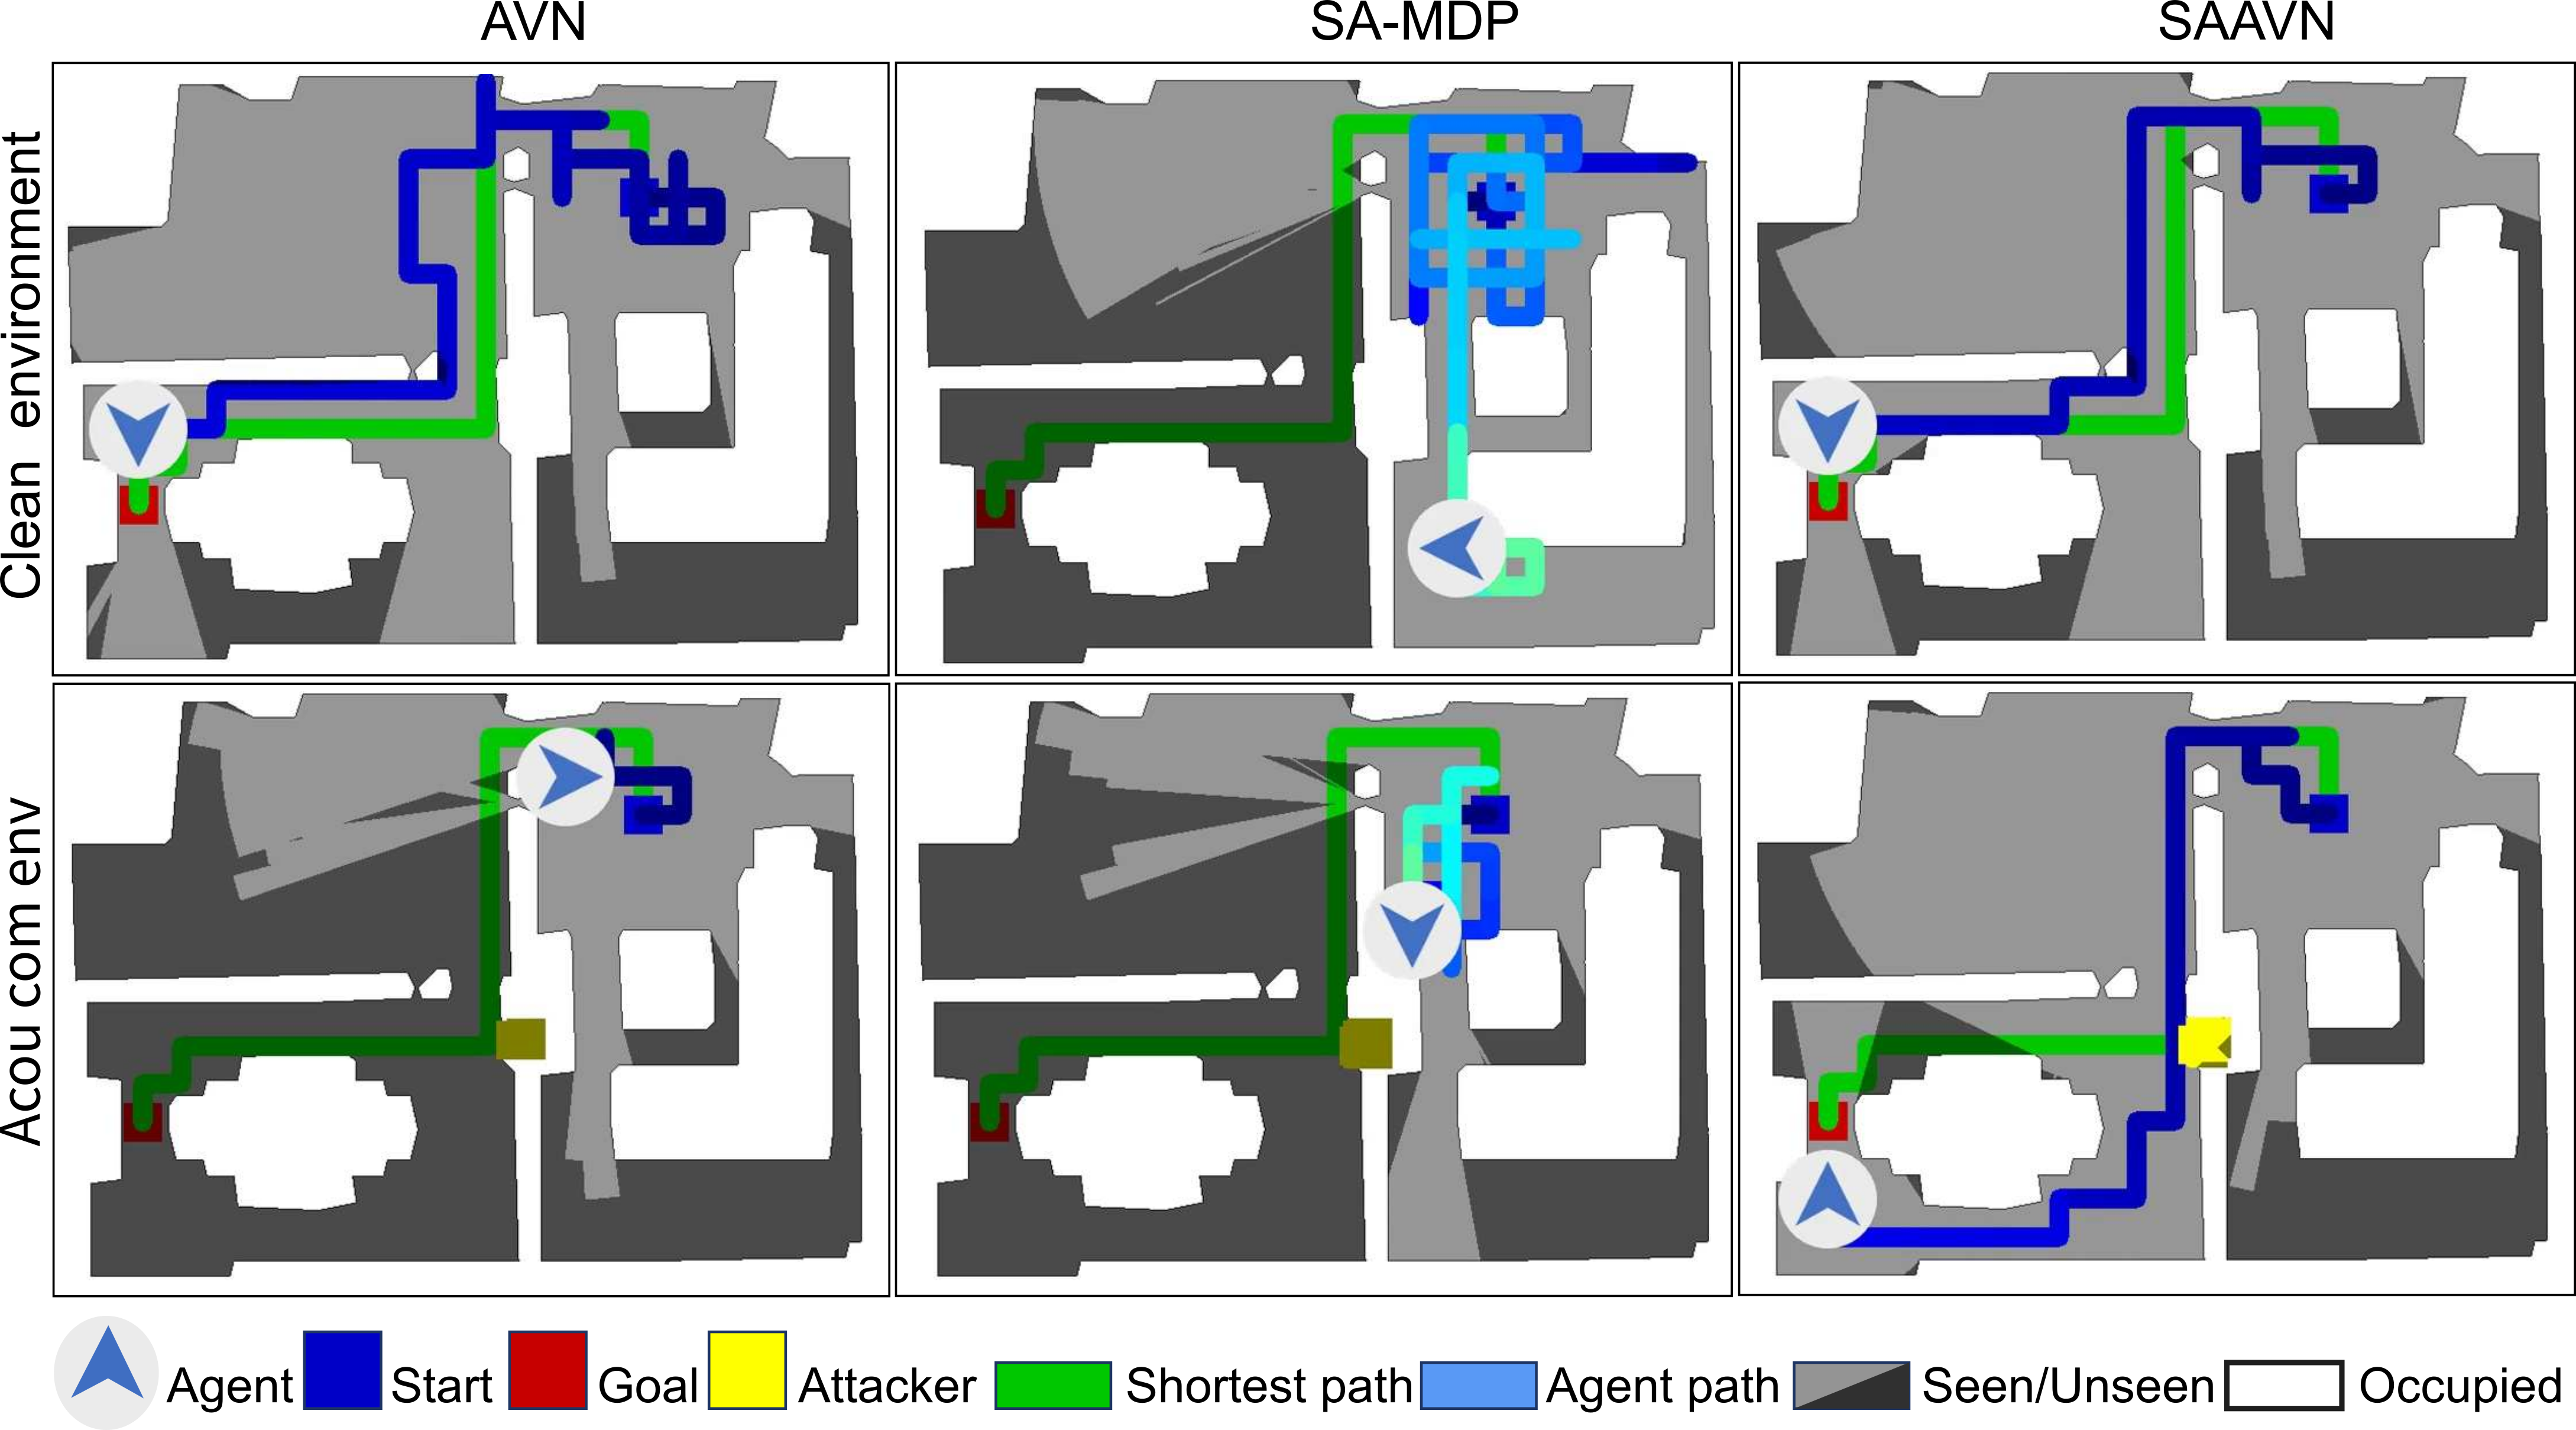 AVN
SA-MDP
SAAVN
Clean environment
Acou com env
Agent
Start
Goal
Attacker
Shortest path
Agent path
Seen/Unseen
Occupied